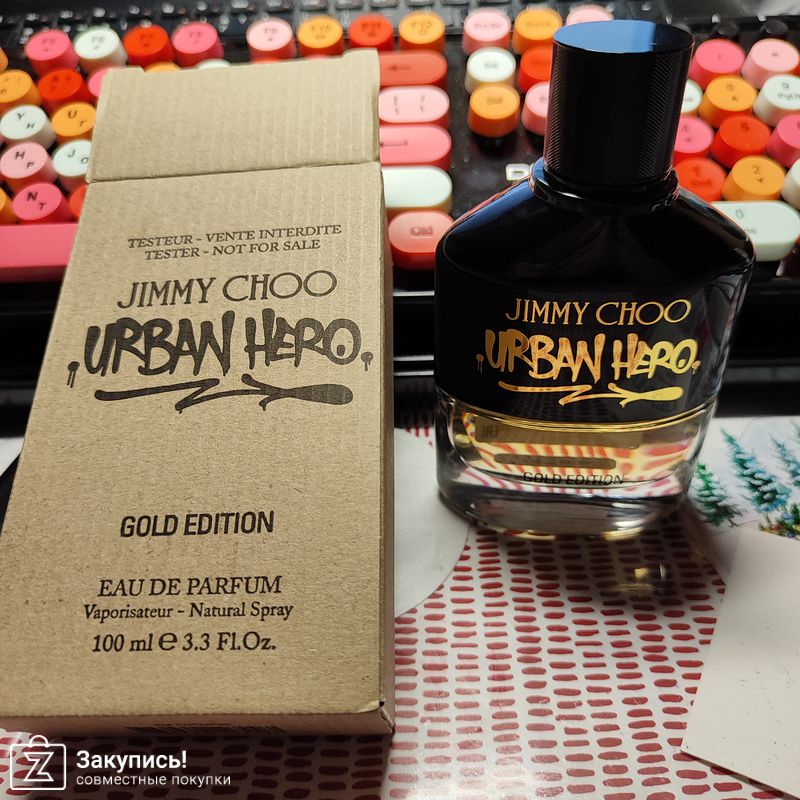 TESTEUR - VENTE INTERDITE
TESTER - NOT FOR SALE
JIMMY CHOO
URBAN HERO
GOLD EDITION
EAU DE PARFUM
Vaporisateur - Natural Spray
100 ml e 3.3 Fl.Oz.
JIMMY CHOO
URBAN HERO
GOLD EDITION
Закупись!
совместные покупки